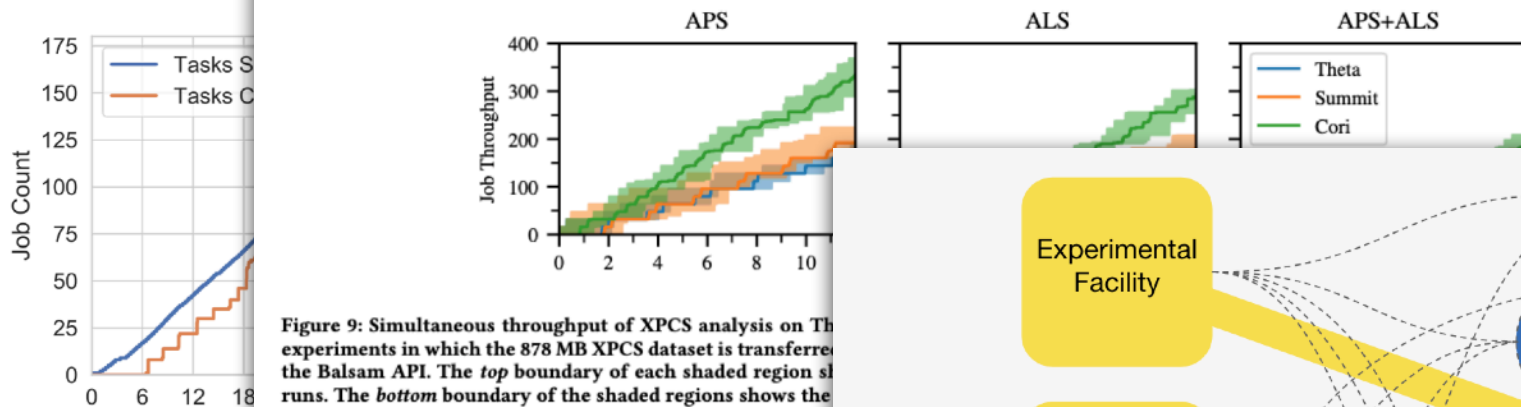 175
150
125
100
75
50
25
0
Job Count
Tasks
Tasks
0 6 12 18
APS
400
300
200
100
0
Job Throughput
0 2 4 6 8 10
ALS
APS+ALS
Theta
Summit
Cori
Figure 9: Simultaneous throughput of XPCS analysis on
experiments in which the 878 MB XPCS dataset is transferred
the Balsam API. The top boundary of each shaded region
runs. The bottom boundary of the shaded regions shows the
Experimental
Facility